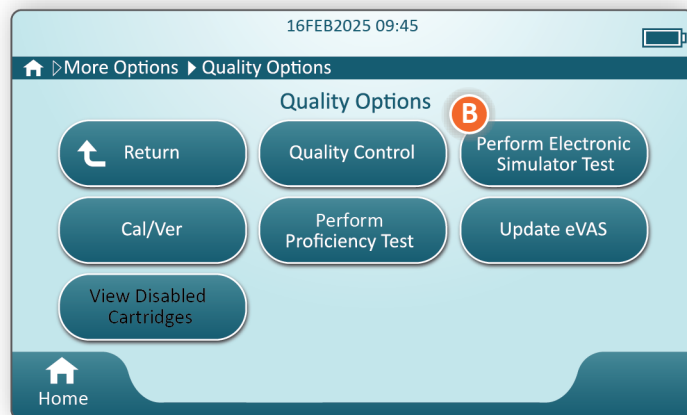 16FEB2025 09:45
More Options Quality Options
Quality Options
B
Return
Quality Control
Perform Electronic
Simulator Test
Cal/Ver
Perform
Proficiency Test
Update eVAS
View Disabled
Cartridges
Home